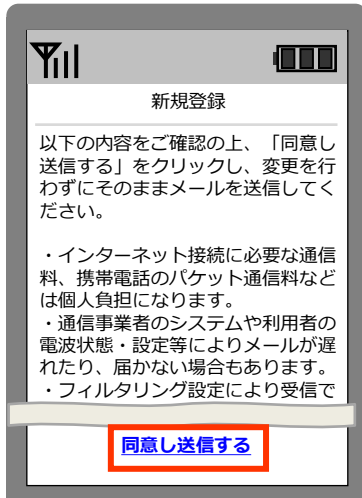 新規登録
以下の内容をご確認の上、「同意し
送信する」をクリックし、変更を行
わずにそのままメールを送信してく
ださい。
・インターネット接続に必要な通信
料、携帯電話のパケット通信料など
は個人負担になります。
・通信事業者のシステムや利用者の
電波状態・設定等によりメールが遅
れたり、届かない場合もあります。
・フィルタリング設定により受信で
同意し送信する